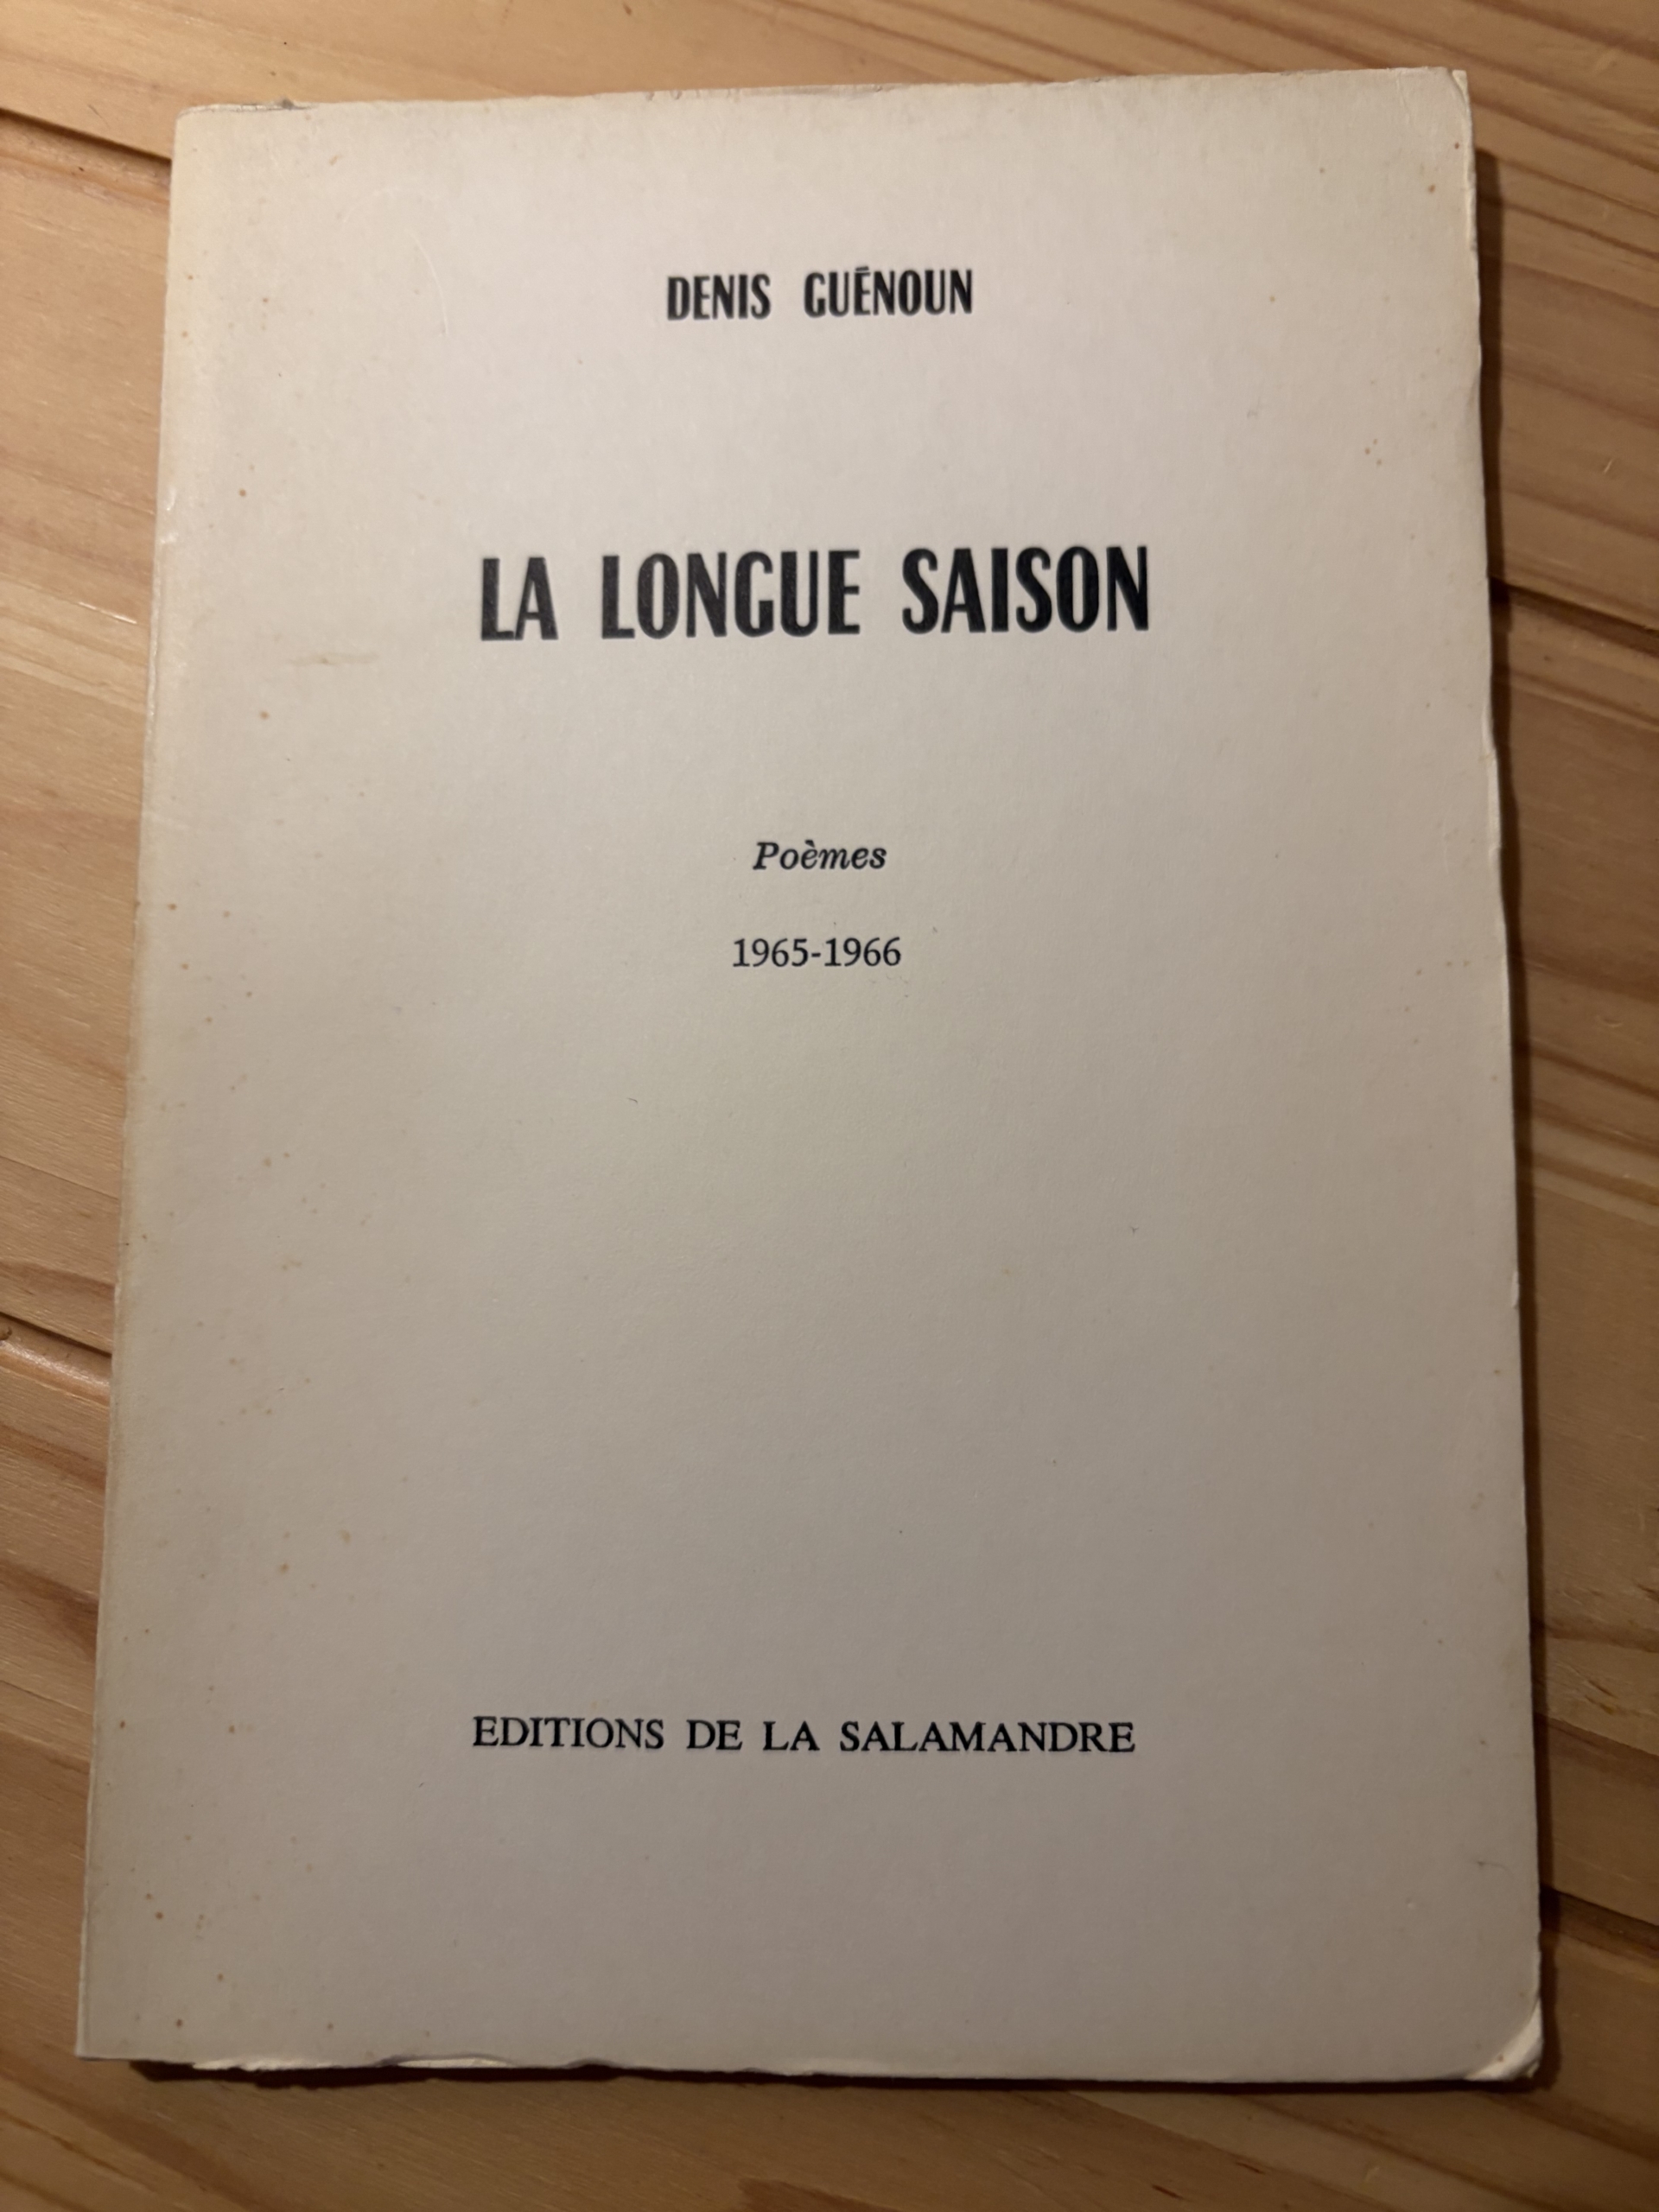 DENIS GUÉNOUN
LA LONGUE SAISON
Poèmes
1965-1966
EDITIONS DE LA SALAMANDRE